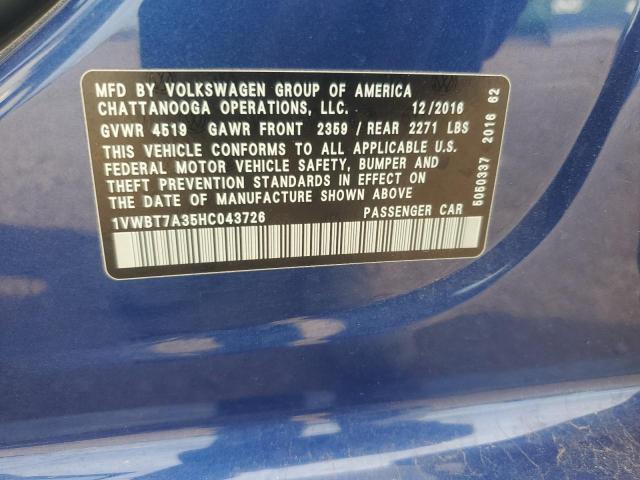 MFD BY VOLKSWAGEN GROUP OF AMERICA
CHATTANOOGA OPERATIONS, LLC. 12/2016
GVWR 4519 GAWR FRONT 2359 / REAR 2271 LBS
THIS VEHICLE CONFORMS TO ALL APPLICABLE U.S.
FEDERAL MOTOR VEHICLE SAFETY, BUMPER AND
THEFT PREVENTION STANDARDS IN EFFECT ON
THE DATE OF MANUFACTURE SHOWN ABOVE
1VWBT7A35HC043726 PASSENGER CAR
5050337 2016 62